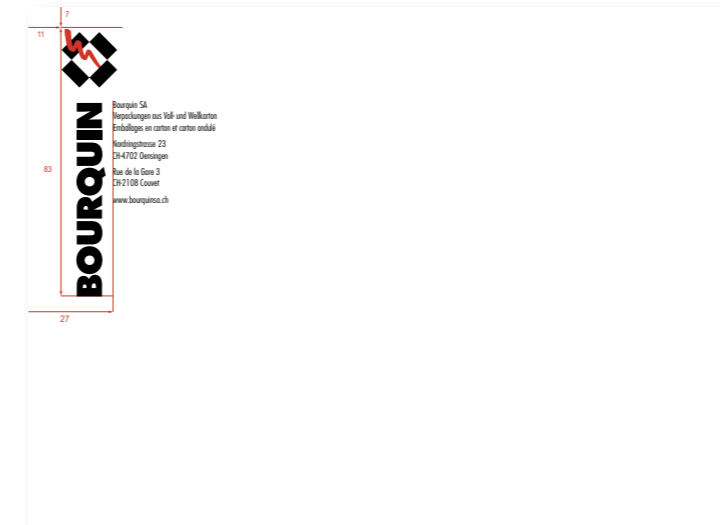 7
11
BOURQUIN
Bourquin SA
Verpackungen aus Voll- und Wellkarton
Emballages en carton et carton ondulé
Nordringstrasse 23
CH-4702 Oensingen
Rue de la Gare 3
CH-2108 Couvet
www.bourquinsa.ch
83
27